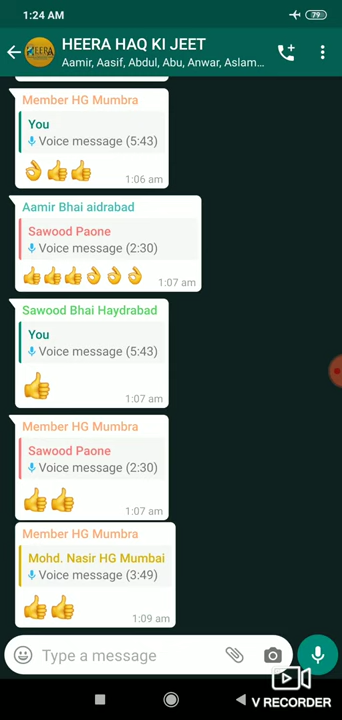 1:24 AM
HEERA HAQ KI JEET
Aamir, Aasif, Abdul, Abu, Anwar, Aslam...
Member HG Mumbra
You
Voice message (5:43)
👌👍👍
1:06 am
Aamir Bhai aidrabad
Sawood Paone
Voice message (2:30)
👍👍👍👌👌👌
1:07 am
Sawood Bhai Haydrabad
You
Voice message (5:43)
👍
1:07 am
Member HG Mumbra
Sawood Paone
Voice message (2:30)
👍👍
1:07 am
Member HG Mumbra
Mohd. Nasir HG Mumbai
Voice message (3:49)
👍👍
1:09 am
Type a message
V RECORDER